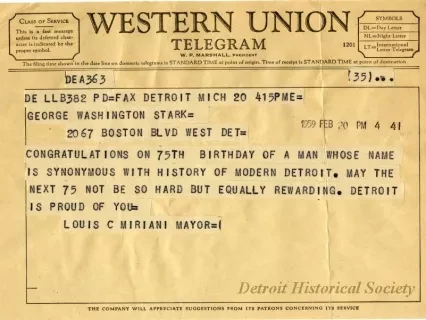 CLASS OF SERVICE
This is a fast message
unless its deferred char-
acter is indicated by the
proper symbol.
WESTERN UNION
TELEGRAM
W. P. MARSHALL, PRESIDENT
1201
SYMBOLS
DL=Day Letter
NL=Night Letter
LT=International Letter Telegram
The filing time shown in the date line on domestic telegrams is STANDARD TIME at point of origin. Time of receipt is STANDARD TIME at point of destination
DEA363
(35)..
DE LLB382 PD=FAX DETROIT MICH 20 415PME=
GEORGE WASHINGTON STARK=
2067 BOSTON BLVD WEST DET=
1959 FEB 20 PM 4 41
CONGRATULATIONS ON 75TH BIRTHDAY OF A MAN WHOSE NAME
IS SYNONYMOUS WITH HISTORY OF MODERN DETROIT. MAY THE
NEXT 75 NOT BE SO HARD BUT EQUALLY REWARDING. DETROIT
IS PROUD OF YOU=
LOUIS C MIRIANI MAYOR=(
Detroit Historical Society
THE COMPANY WILL APPRECIATE SUGGESTIONS FROM ITS PATRONS CONCERNING ITS SERVICE